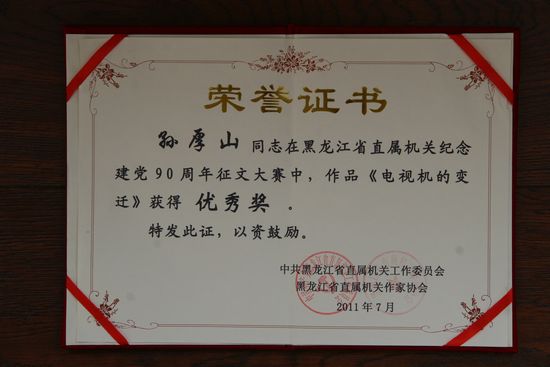 荣誉证书
孙厚山同志在黑龙江省直属机关纪念
建党90周年征文大赛中，作品《电视机的变
迁》获得 优秀奖 。
特发此证，以资鼓励。
中共黑龙江省直属机关工作委员会
黑龙江省直属机关作家协会
2011年7月